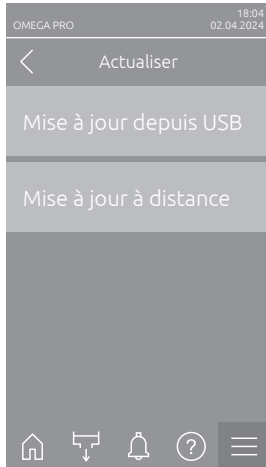 18:04
OMEGA PRO 02.04.2024
Actualiser
Mise à jour depuis USB
Mise à jour à distance
?